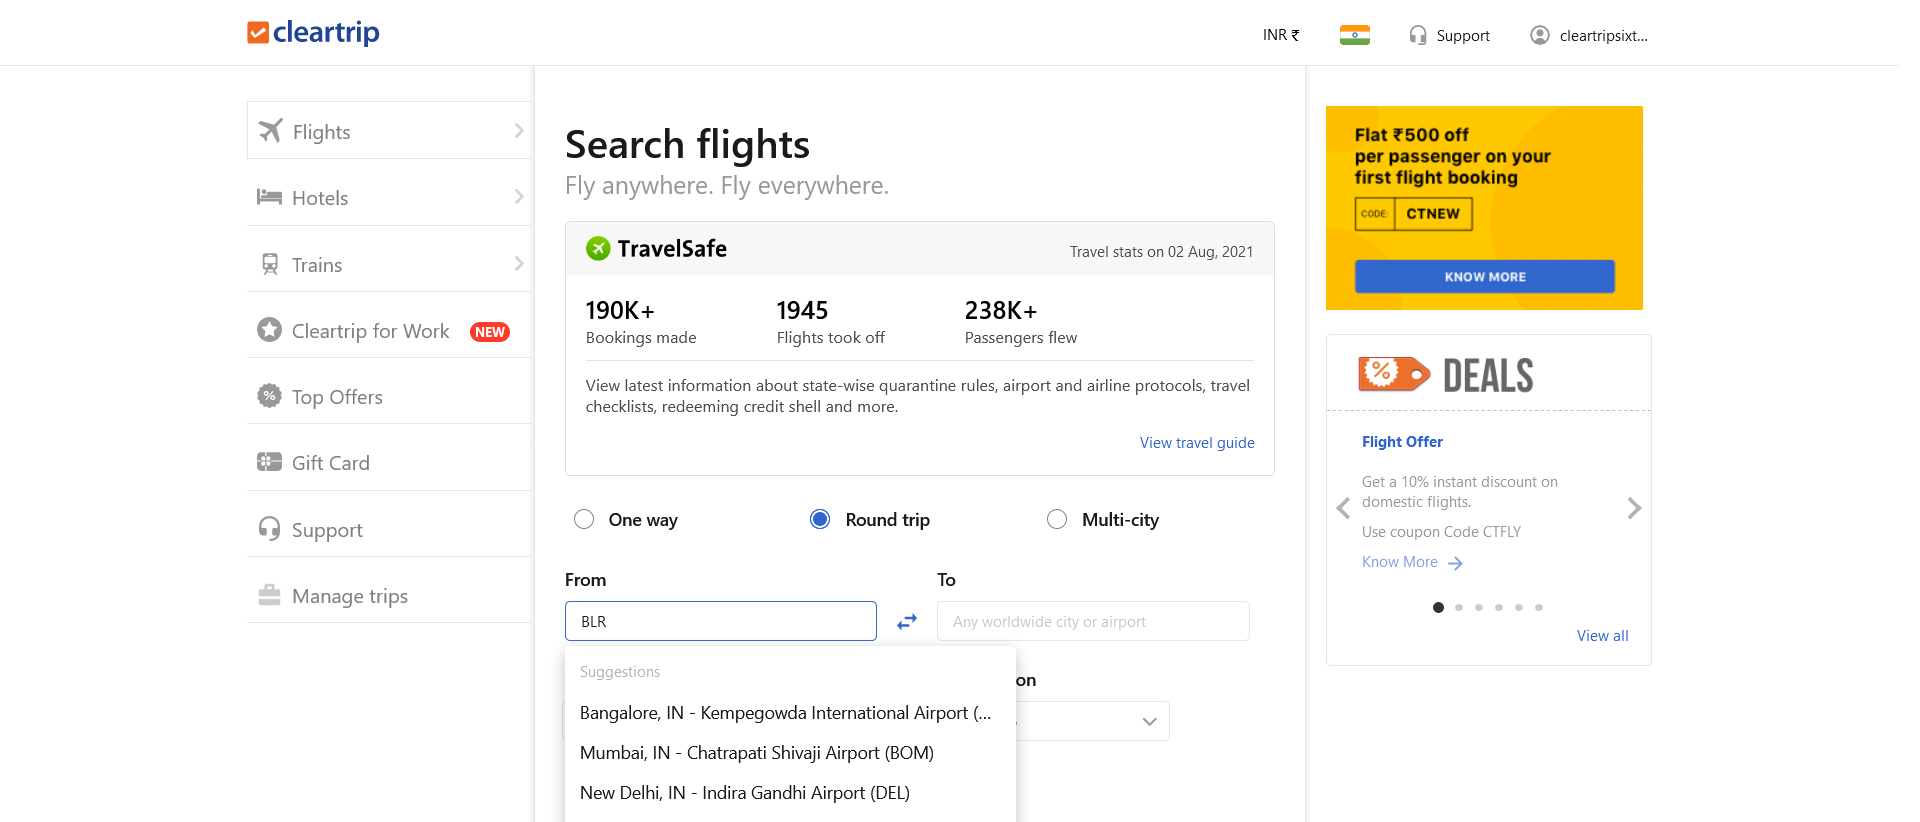 cleartrip
INR ₹
Support
cleartripsixt...
Flights
Hotels
Trains
Cleartrip for Work NEW
Top Offers
Gift Card
Support
Manage trips
Search flights
Fly anywhere. Fly everywhere.
TravelSafe
Travel stats on 02 Aug, 2021
190K+
Bookings made
1945
Flights took off
238K+
Passengers flew
View latest information about state-wise quarantine rules, airport and airline protocols, travel
checklists, redeeming credit shell and more.
View travel guide
One way
Round trip
Multi-city
From
BLR
To
Any worldwide city or airport
Suggestions
Bangalore, IN - Kempegowda International Airport (...
Mumbai, IN - Chatrapati Shivaji Airport (BOM)
New Delhi, IN - Indira Gandhi Airport (DEL)
on
Flat ₹500 off
per passenger on your
first flight booking
CODE: CTNEW
KNOW MORE
% DEALS
Flight Offer
Get a 10% instant discount on
domestic flights.
Use coupon Code CTFLY
Know More
View all